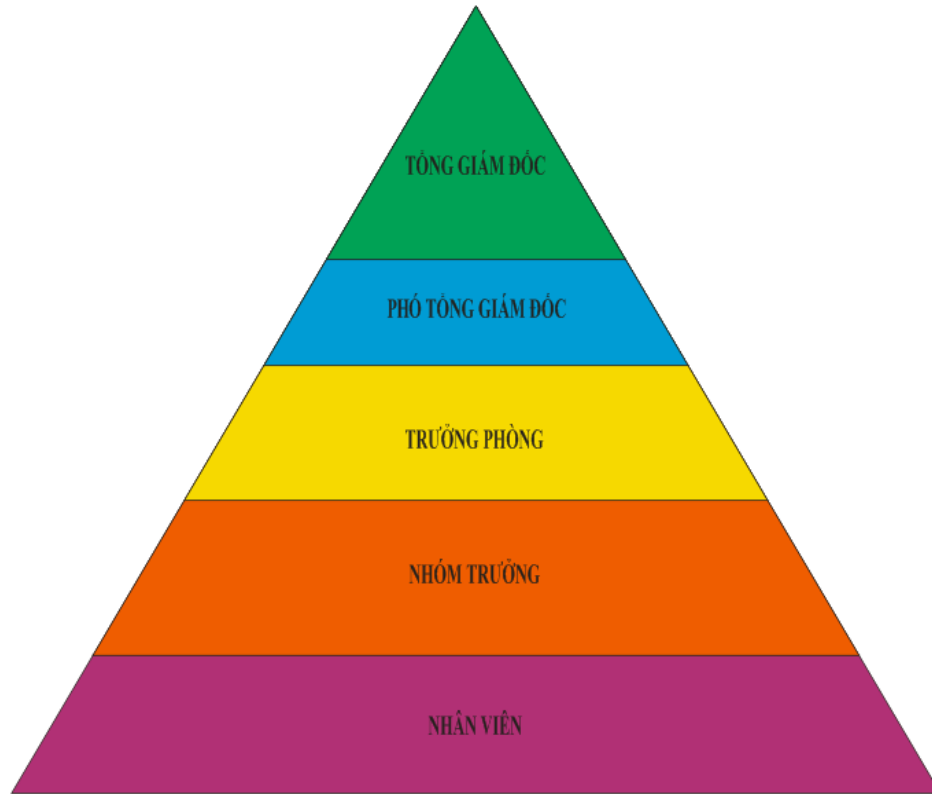 TỔNG GIÁM ĐỐC
PHÓ TỔNG GIÁM ĐỐC
TRƯỞNG PHÒNG
NHÓM TRƯỞNG
NHÂN VIÊN